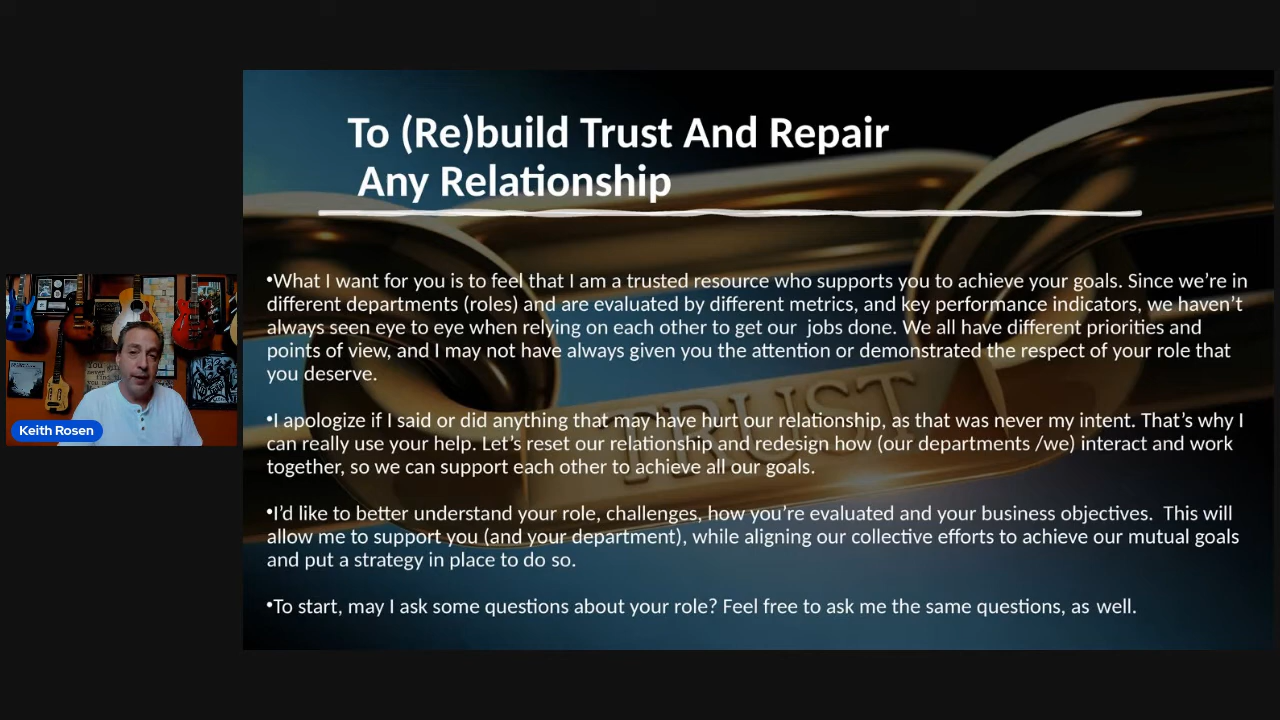 To (Re)build Trust And Repair
Any Relationship
•What I want for you is to feel that I am a trusted resource who supports you to achieve your goals. Since we’re in
different departments (roles) and are evaluated by different metrics, and key performance indicators, we haven’t
always seen eye to eye when relying on each other to get our jobs done. We all have different priorities and
points of view, and I may not have always given you the attention or demonstrated the respect of your role that
you deserve.
•I apologize if I said or did anything that may have hurt our relationship, as that was never my intent. That’s why I
can really use your help. Let’s reset our relationship and redesign how (our departments /we) interact and work
together, so we can support each other to achieve all our goals.
•I’d like to better understand your role, challenges, how you’re evaluated and your business objectives. This will
allow me to support you (and your department), while aligning our collective efforts to achieve our mutual goals
and put a strategy in place to do so.
•To start, may I ask some questions about your role? Feel free to ask me the same questions, as well.
TRUST
Keith Rosen